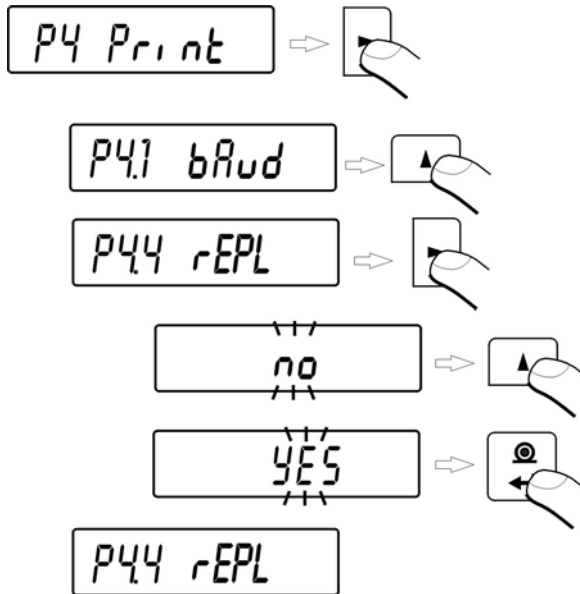 P4 Print
P4.1 bAud
P4.4 rEPL
no
YES
P4.4 rEPL